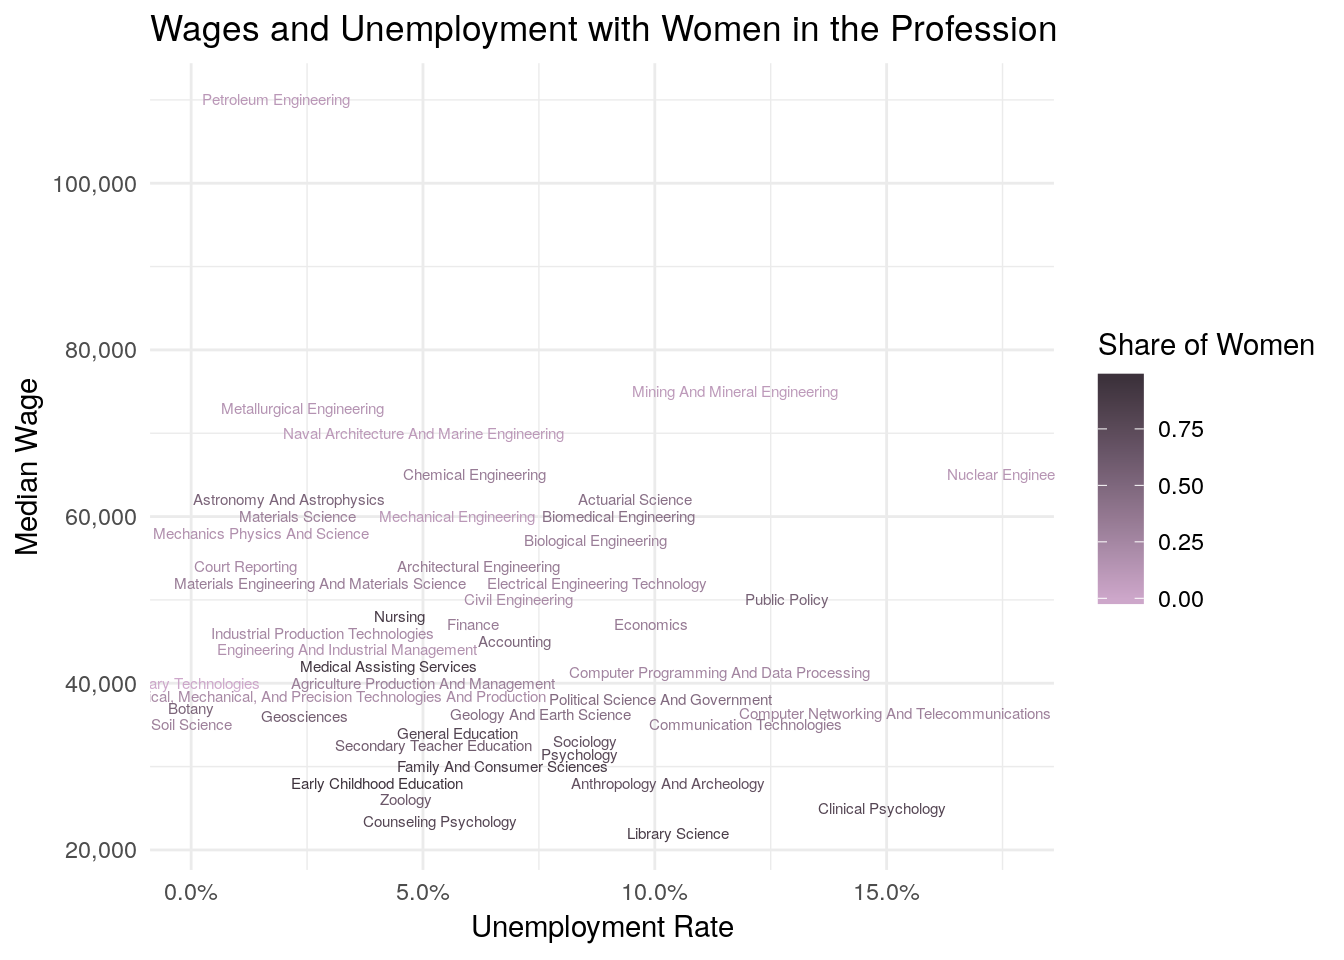 Wages and Unemployment with Women in the Profession
Petroleum Engineering
100,000
80,000
Mining And Mineral Engineering
Metallurgical Engineering
Naval Architecture And Marine Engineering
Chemical Engineering
Nuclear Enginee
Astronomy And Astrophysics
Actuarial Science
60,000
Materials Science
Mechanical Engineering
Biomedical Engineering
Mechanics Physics And Science
Biological Engineering
Court Reporting
Architectural Engineering
Materials Engineering And Materials Science
Electrical Engineering Technology
Civil Engineering
Public Policy
Nursing
Finance
Economics
Industrial Production Technologies
Accounting
Engineering And Industrial Management
Medical Assisting Services
Computer Programming And Data Processing
40,000
ary Technologies
Agriculture Production And Management
cal, Mechanical, And Precision Technologies And Production
Political Science And Government
Botany
Geosciences
Geology And Earth Science
Computer Networking And Telecommunications
Soil Science
Communication Technologies
General Education
Secondary Teacher Education
Sociology
Psychology
Family And Consumer Sciences
Early Childhood Education
Anthropology And Archeology
Zoology
Clinical Psychology
Counseling Psychology
Library Science
20,000
0.0%
5.0%
10.0%
15.0%
Unemployment Rate
Median Wage
Share of Women
0.75
0.50
0.25
0.00